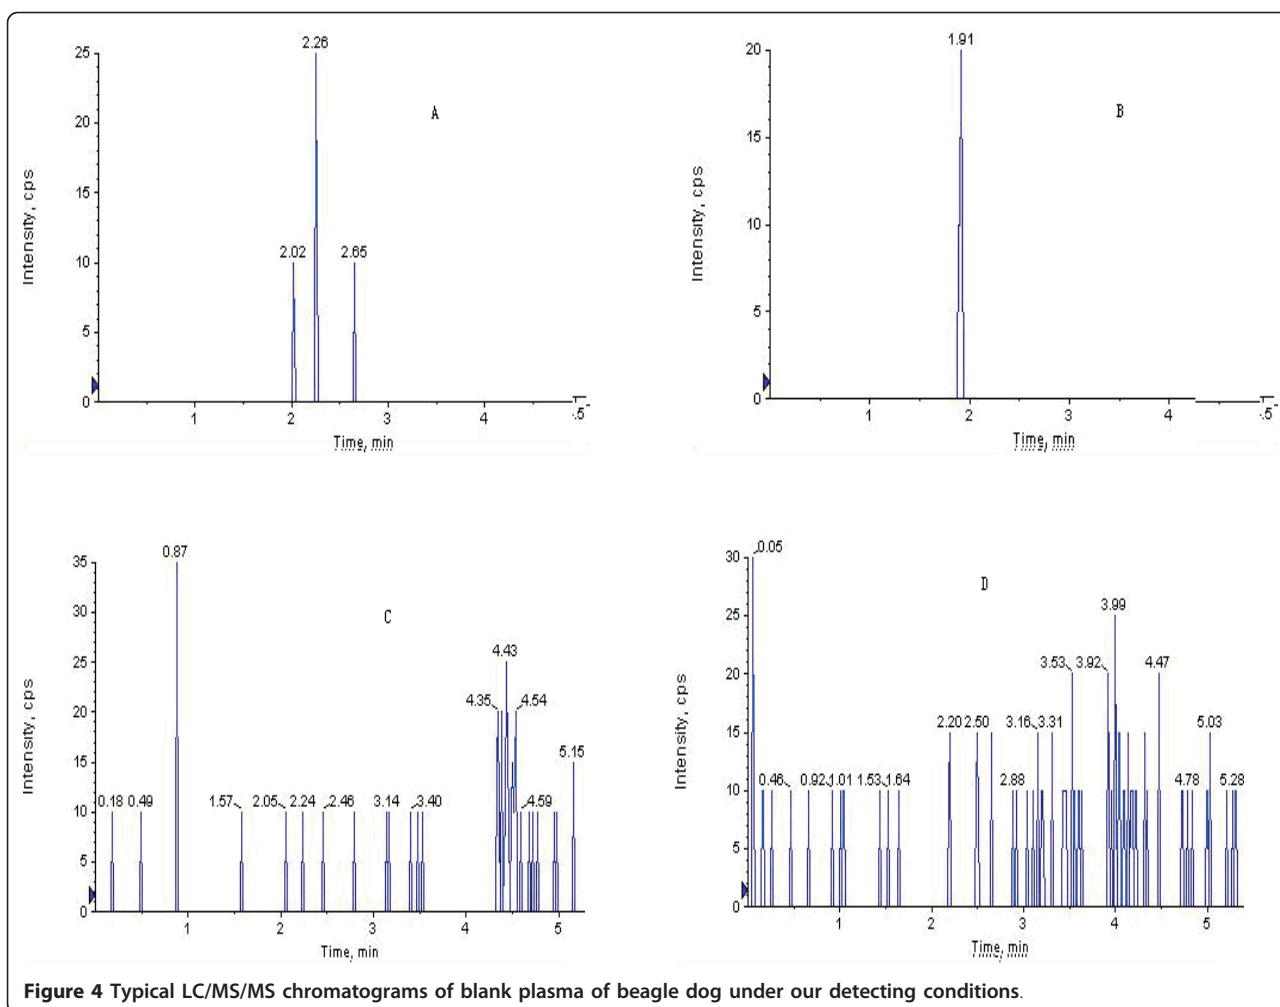 2.26
25
20
15
10
5
0
2.02
2.65
A
Intensity, cps
1 2 3 4 .5
Time, min
1.91
20
15
10
5
0
B
Intensity, cps
1 2 3 4 .5
Time, min
0.87
35
30
25
20
15
10
5
0
C
4.43
4.35 4.54
5.15
0.18 0.49 1.57 2.05 2.24 2.46 3.14 3.40 4.59
Intensity, cps
1 2 3 4 5
Time, min
0.05
30
25
20
15
10
5
0
D
3.99
3.53 3.92 4.47
2.20 2.50 3.16 3.31 5.03
0.46 0.92 1.01 1.53 1.64 2.88 4.78 5.28
Intensity, cps
1 2 3 4 5
Time, min
Figure 4 Typical LC/MS/MS chromatograms of blank plasma of beagle dog under our detecting conditions.